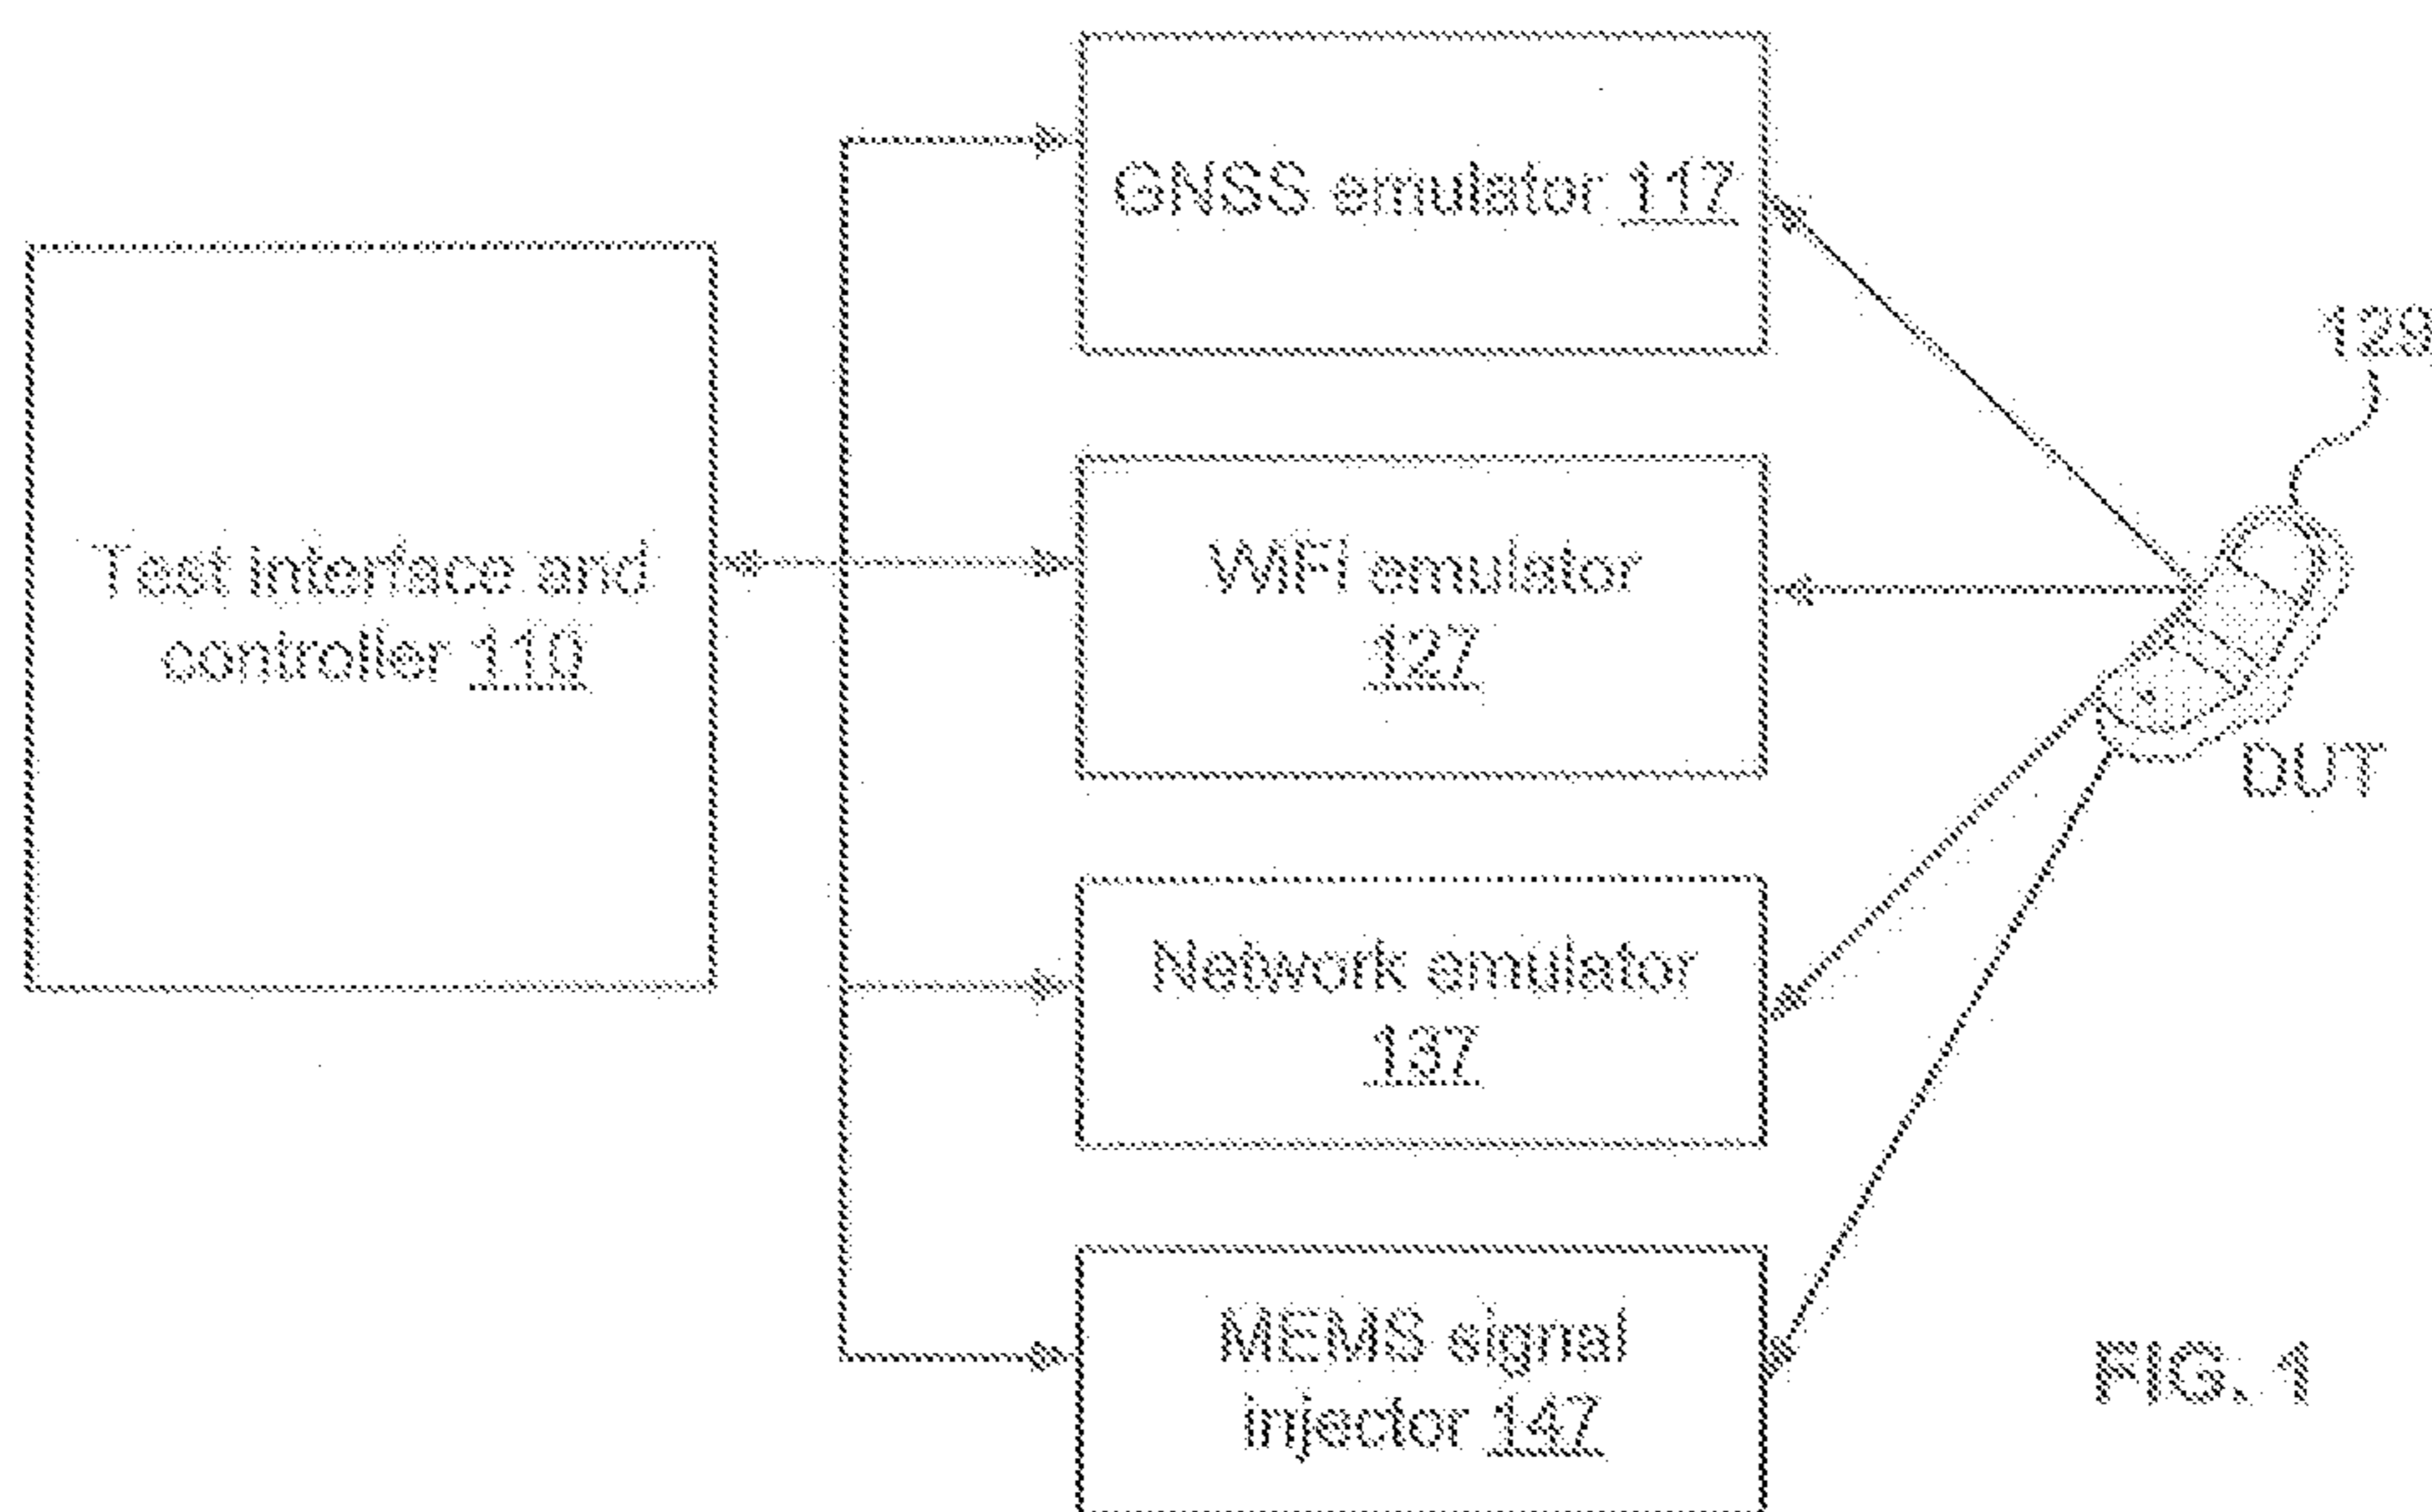 GNSS emulator 117
129
Test interface and
controller 110
WiFi emulator
127
DUT
Network emulator
137
MEMS signal
injector 147
FIG. 1